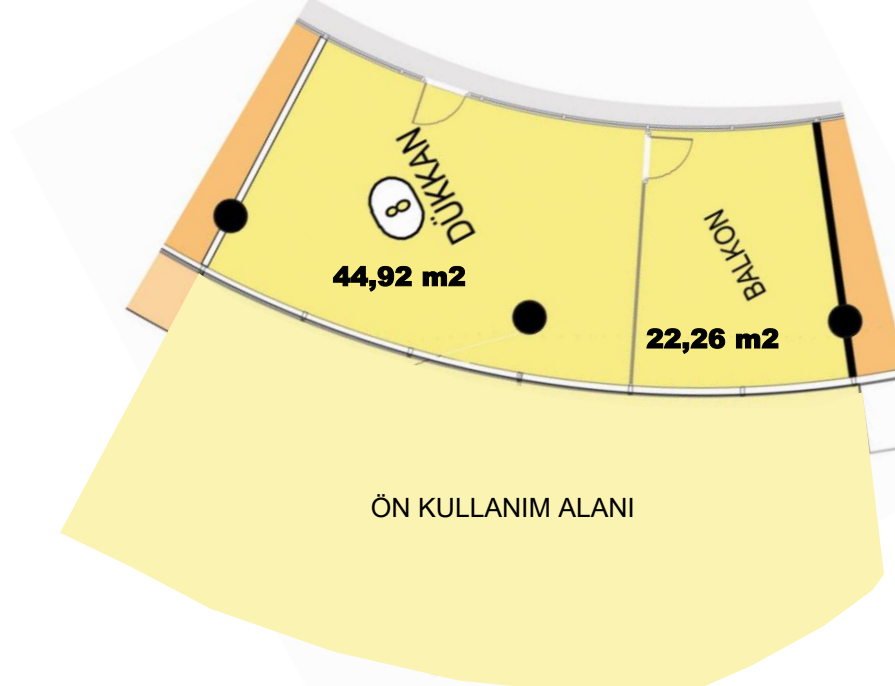 DÜKKAN
8
44,92 m2
BALKON
22,26 m2
ÖN KULLANIM ALANI